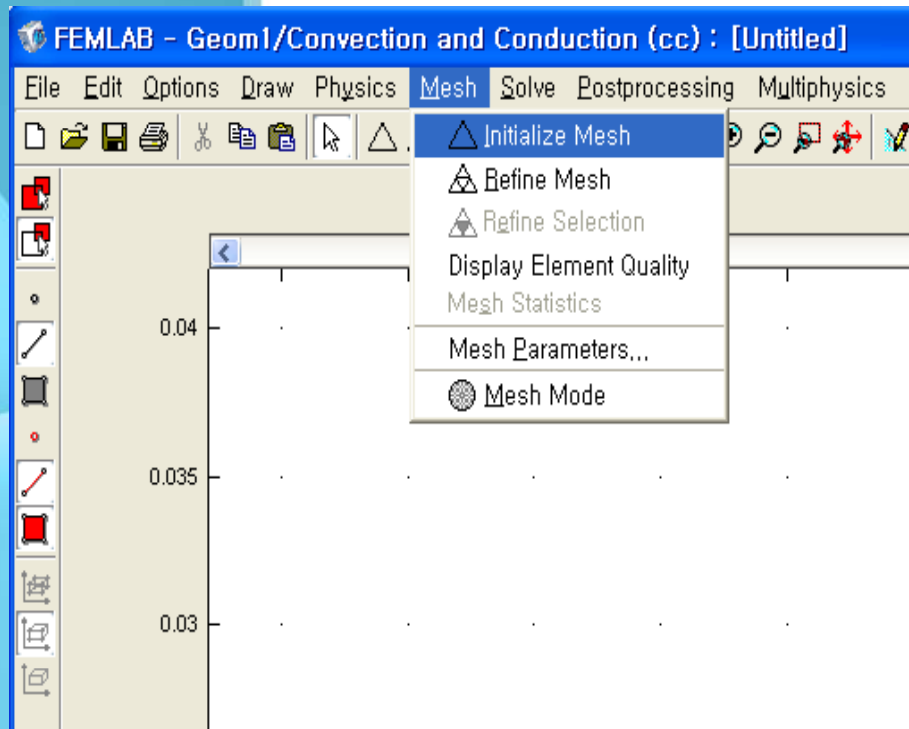 FEMLAB - Geom1/Convection and Conduction (cc) : [Untitled]
File Edit Options Draw Physics Mesh Solve Postprocessing Multiphysics
Initialize Mesh
Refine Mesh
Refine Selection
Display Element Quality
Mesh Statistics
Mesh Parameters...
Mesh Mode
0.04
0.035
0.03